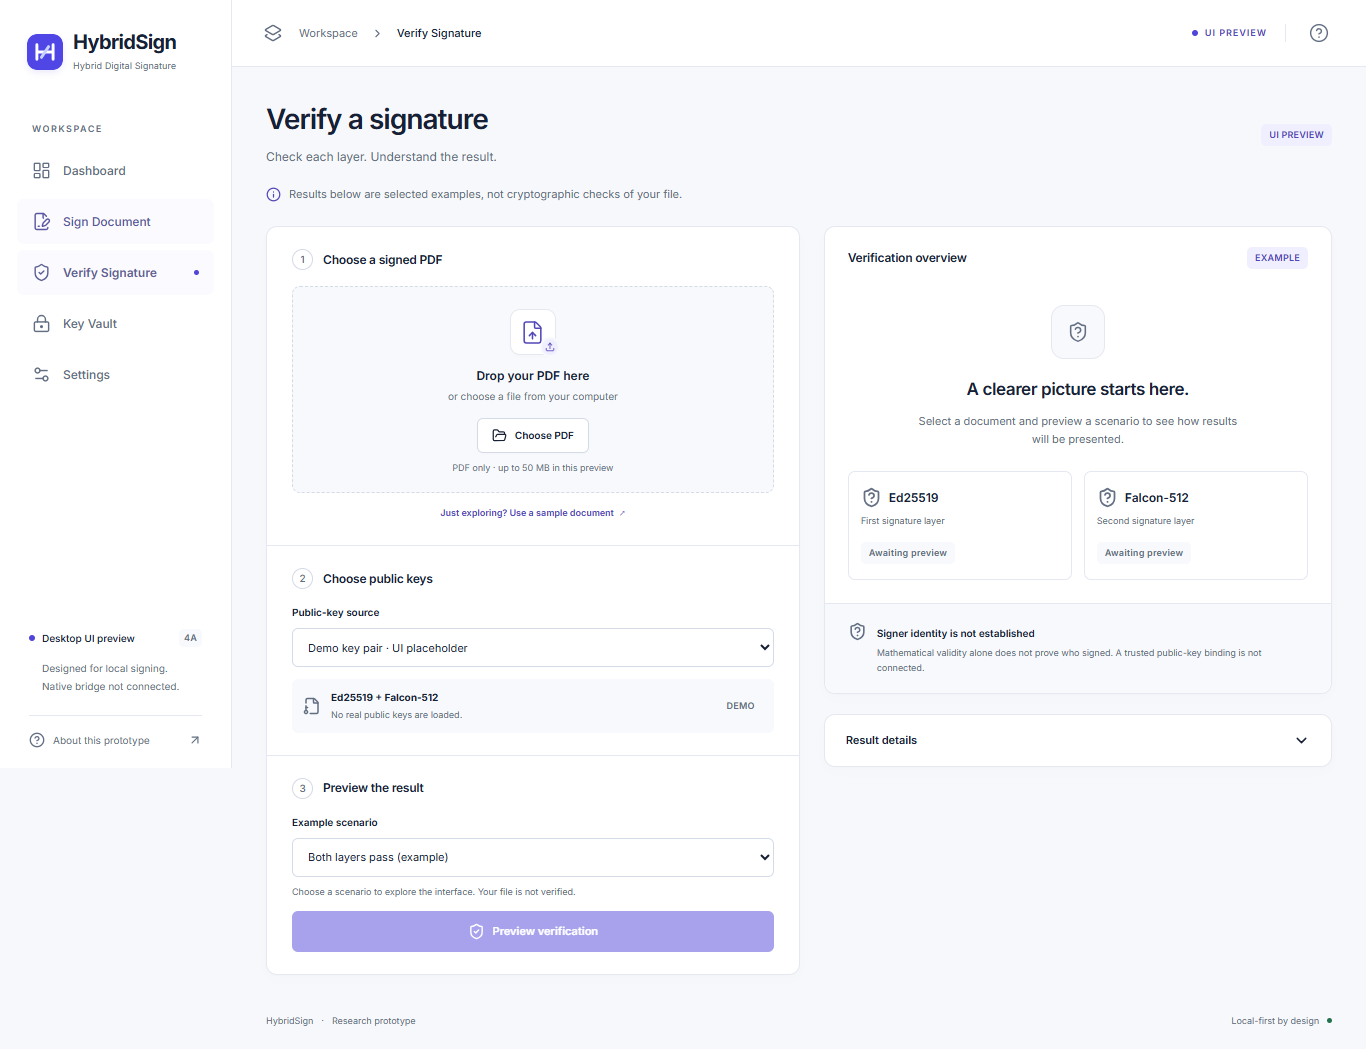 HybridSign
Hybrid Digital Signature
WORKSPACE
Dashboard
Sign Document
Verify Signature
Key Vault
Settings
Desktop UI preview 4A
Designed for local signing.
Native bridge not connected.
About this prototype
Workspace > Verify Signature
UI PREVIEW
Verify a signature
Check each layer. Understand the result.
UI PREVIEW
Results below are selected examples, not cryptographic checks of your file.
1 Choose a signed PDF
Drop your PDF here
or choose a file from your computer
Choose PDF
PDF only · up to 50 MB in this preview
Just exploring? Use a sample document ↗
2 Choose public keys
Public-key source
Demo key pair · UI placeholder
Ed25519 + Falcon-512
No real public keys are loaded.
DEMO
3 Preview the result
Example scenario
Both layers pass (example)
Choose a scenario to explore the interface. Your file is not verified.
Preview verification
Verification overview
EXAMPLE
A clearer picture starts here.
Select a document and preview a scenario to see how results
will be presented.
Ed25519
First signature layer
Awaiting preview
Falcon-512
Second signature layer
Awaiting preview
Signer identity is not established
Mathematical validity alone does not prove who signed. A trusted public-key binding is not
connected.
Result details
HybridSign · Research prototype
Local-first by design